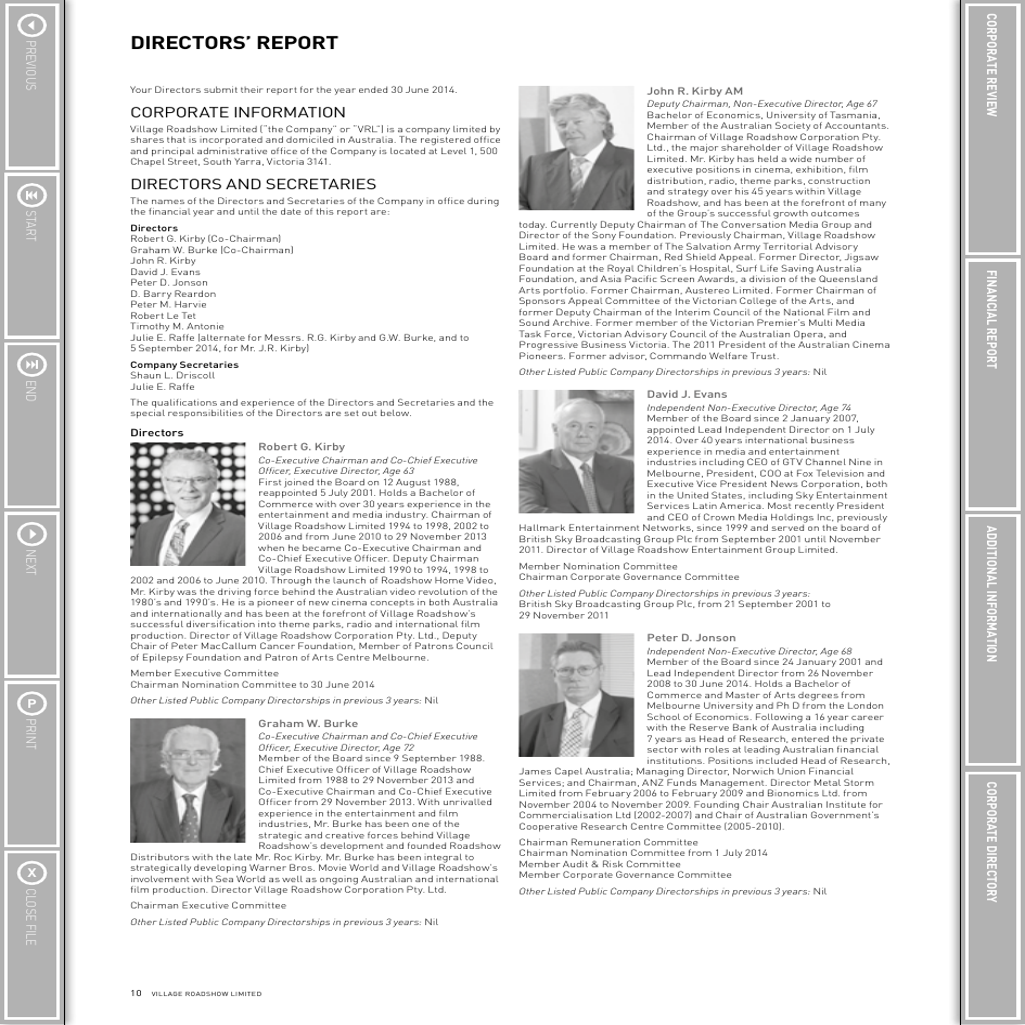 PREVIOUS
START
END
NEXT
P
PRINT
X
CLOSE FILE
DIRECTORS’ REPORT
Your Directors submit their report for the year ended 30 June 2014.
CORPORATE INFORMATION
Village Roadshow Limited (“the Company” or “VRL”) is a company limited by
shares that is incorporated and domiciled in Australia. The registered office
and principal administrative office of the Company is located at Level 1, 500
Chapel Street, South Yarra, Victoria 3141.
DIRECTORS AND SECRETARIES
The names of the Directors and Secretaries of the Company in office during
the financial year and until the date of this report are:
Directors
Robert G. Kirby (Co-Chairman)
Graham W. Burke (Co-Chairman)
John R. Kirby
David J. Evans
Peter D. Jonson
D. Barry Reardon
Peter M. Harvie
Robert Le Tet
Timothy M. Antonie
Julie E. Raffe (alternate for Messrs. R.G. Kirby and G.W. Burke, and to
5 September 2014, for Mr. J.R. Kirby)
Company Secretaries
Shaun L. Driscoll
Julie E. Raffe
The qualifications and experience of the Directors and Secretaries and the
special responsibilities of the Directors are set out below.
Directors
Robert G. Kirby
Co-Executive Chairman and Co-Chief Executive
Officer, Executive Director, Age 63
First joined the Board on 12 August 1988,
reappointed 5 July 2001. Holds a Bachelor of
Commerce with over 30 years experience in the
entertainment and media industry. Chairman of
Village Roadshow Limited 1994 to 1998, 2002 to
2006 and from June 2010 to 29 November 2013
when he became Co-Executive Chairman and
Co-Chief Executive Officer. Deputy Chairman
Village Roadshow Limited 1990 to 1994, 1998 to
2002 and 2006 to June 2010. Through the launch of Roadshow Home Video,
Mr. Kirby was the driving force behind the Australian video revolution of the
1980’s and 1990’s. He is a pioneer of new cinema concepts in both Australia
and internationally and has been at the forefront of Village Roadshow’s
successful diversification into theme parks, radio and international film
production. Director of Village Roadshow Corporation Pty. Ltd., Deputy
Chair of Peter MacCallum Cancer Foundation, Member of Patrons Council
of Epilepsy Foundation and Patron of Arts Centre Melbourne.
Member Executive Committee
Chairman Nomination Committee to 30 June 2014
Other Listed Public Company Directorships in previous 3 years: Nil
Graham W. Burke
Co-Executive Chairman and Co-Chief Executive
Officer, Executive Director, Age 72
Member of the Board since 9 September 1988.
Chief Executive Officer of Village Roadshow
Limited from 1988 to 29 November 2013 and
Co-Executive Chairman and Co-Chief Executive
Officer from 29 November 2013. With unrivalled
experience in the entertainment and film
industries, Mr. Burke has been one of the
strategic and creative forces behind Village
Roadshow’s development and founded Roadshow
Distributors with the late Mr. Roc Kirby. Mr. Burke has been integral to
strategically developing Warner Bros. Movie World and Village Roadshow’s
involvement with Sea World as well as ongoing Australian and international
film production. Director Village Roadshow Corporation Pty. Ltd.
Chairman Executive Committee
Other Listed Public Company Directorships in previous 3 years: Nil
John R. Kirby AM
Deputy Chairman, Non-Executive Director, Age 67
Bachelor of Economics, University of Tasmania,
Member of the Australian Society of Accountants.
Chairman of Village Roadshow Corporation Pty.
Ltd., the major shareholder of Village Roadshow
Limited. Mr. Kirby has held a wide number of
executive positions in cinema, exhibition, film
distribution, radio, theme parks, construction
and strategy over his 45 years within Village
Roadshow, and has been at the forefront of many
of the Group’s successful growth outcomes
today. Currently Deputy Chairman of The Conversation Media Group and
Director of the Sony Foundation. Previously Chairman, Village Roadshow
Limited. He was a member of The Salvation Army Territorial Advisory
Board and former Chairman, Red Shield Appeal. Former Director, Jigsaw
Foundation at the Royal Children’s Hospital, Surf Life Saving Australia
Foundation, and Asia Pacific Screen Awards, a division of the Queensland
Arts portfolio. Former Chairman, Austereo Limited. Former Chairman of
Sponsors Appeal Committee of the Victorian College of the Arts, and
former Deputy Chairman of the Interim Council of the National Film and
Sound Archive. Former member of the Victorian Premier’s Multi Media
Task Force, Victorian Advisory Council of the Australian Opera, and
Progressive Business Victoria. The 2011 President of the Australian Cinema
Pioneers. Former advisor, Commando Welfare Trust.
Other Listed Public Company Directorships in previous 3 years: Nil
David J. Evans
Independent Non-Executive Director, Age 74
Member of the Board since 2 January 2007,
appointed Lead Independent Director on 1 July
2014. Over 40 years international business
experience in media and entertainment
industries including CEO of GTV Channel Nine in
Melbourne, President, COO at Fox Television and
Executive Vice President News Corporation, both
in the United States, including Sky Entertainment
Services Latin America. Most recently President
and CEO of Crown Media Holdings Inc, previously
Hallmark Entertainment Networks, since 1999 and served on the board of
British Sky Broadcasting Group Plc from September 2001 until November
2011. Director of Village Roadshow Entertainment Group Limited.
Member Nomination Committee
Chairman Corporate Governance Committee
Other Listed Public Company Directorships in previous 3 years:
British Sky Broadcasting Group Plc, from 21 September 2001 to
29 November 2011
Peter D. Jonson
Independent Non-Executive Director, Age 68
Member of the Board since 24 January 2001 and
Lead Independent Director from 26 November
2008 to 30 June 2014. Holds a Bachelor of
Commerce and Master of Arts degrees from
Melbourne University and Ph D from the London
School of Economics. Following a 16 year career
with the Reserve Bank of Australia including
7 years as Head of Research, entered the private
sector with roles at leading Australian financial
institutions. Positions included Head of Research,
James Capel Australia; Managing Director, Norwich Union Financial
Services; and Chairman, ANZ Funds Management. Director Metal Storm
Limited from February 2006 to February 2009 and Bionomics Ltd. from
November 2004 to November 2009. Founding Chair Australian Institute for
Commercialisation Ltd (2002-2007) and Chair of Australian Government’s
Cooperative Research Centre Committee (2005-2010).
Chairman Remuneration Committee
Chairman Nomination Committee from 1 July 2014
Member Audit & Risk Committee
Member Corporate Governance Committee
Other Listed Public Company Directorships in previous 3 years: Nil
10 VILLAGE ROADSHOW LIMITED
CORPORATE REVIEW
FINANCIAL REPORT
ADDITIONAL INFORMATION
CORPORATE DIRECTORY